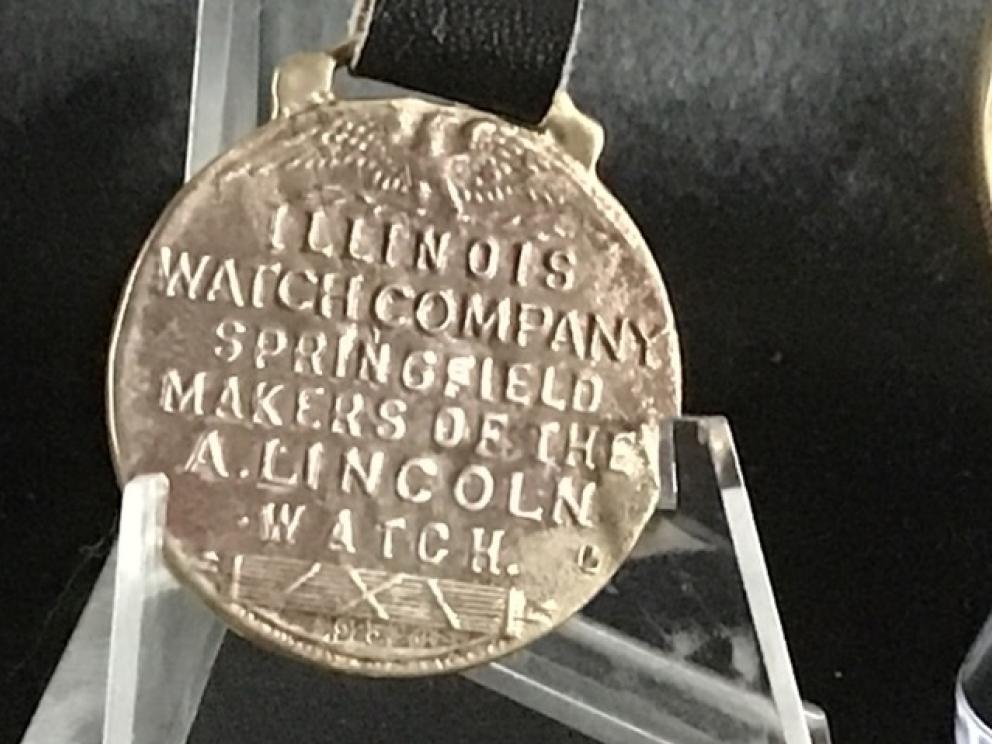 ILLINOIS
WATCH COMPANY
SPRINGFIELD
MAKERS OF THE
A. LINCOLN
WATCH.